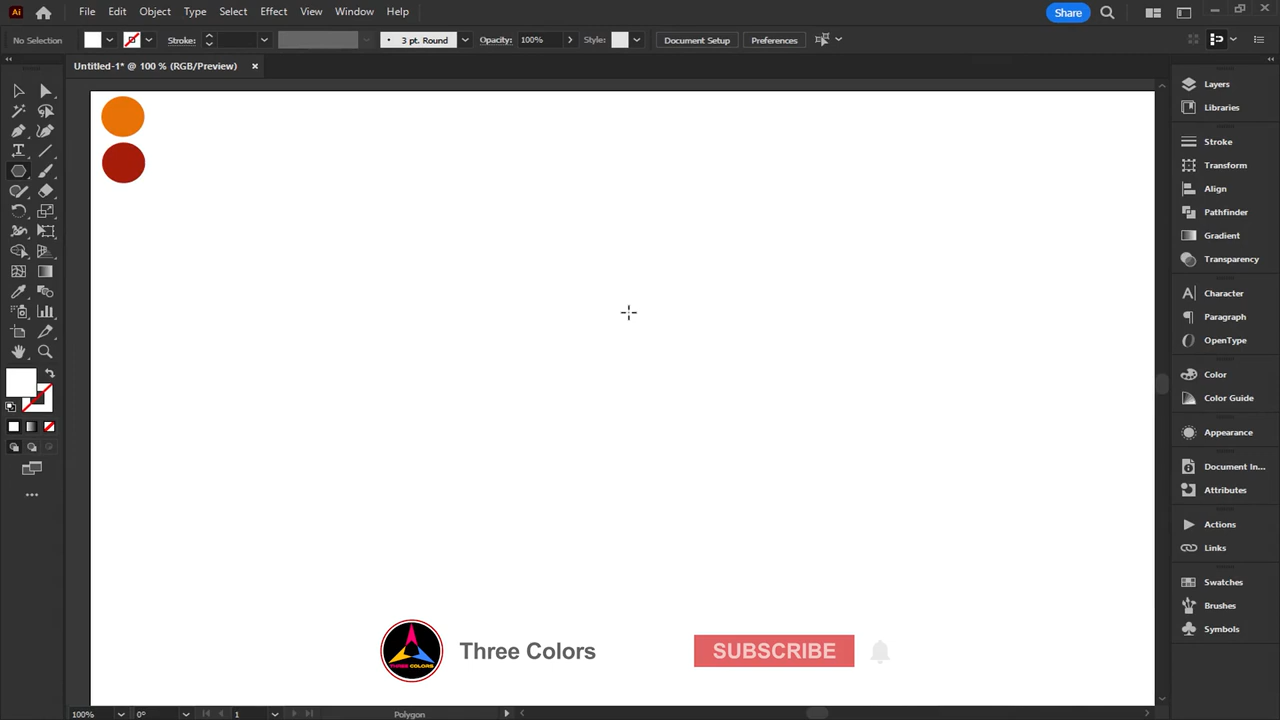 Ai File Edit Object Type Select Effect View Window Help Share
No Selection Stroke: 3 pt. Round Opacity: 100% Style: Document Setup Preferences
Untitled-1* @ 100 % (RGB/Preview)
Layers
Libraries
Stroke
Transform
Align
Pathfinder
Gradient
Transparency
Character
Paragraph
OpenType
Color
Color Guide
Appearance
Document In...
Attributes
Actions
Links
Swatches
Brushes
Symbols
THREE COLORS
Three Colors
SUBSCRIBE
100% 0° 1 Polygon